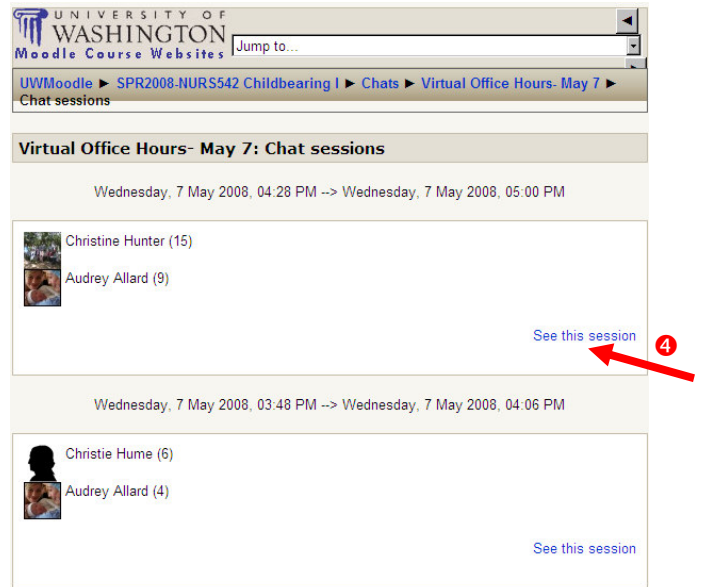 UNIVERSITY OF
WASHINGTON
Moodle Course Websites
Jump to...
UWMoodle ► SPR2008-NURS542 Childbearing I ► Chats ► Virtual Office Hours- May 7 ►
Chat sessions
Virtual Office Hours- May 7: Chat sessions
Wednesday, 7 May 2008, 04:28 PM --> Wednesday, 7 May 2008, 05:00 PM
Christine Hunter (15)
Audrey Allard (9)
See this session
4
Wednesday, 7 May 2008, 03:48 PM --> Wednesday, 7 May 2008, 04:06 PM
Christie Hume (6)
Audrey Allard (4)
See this session